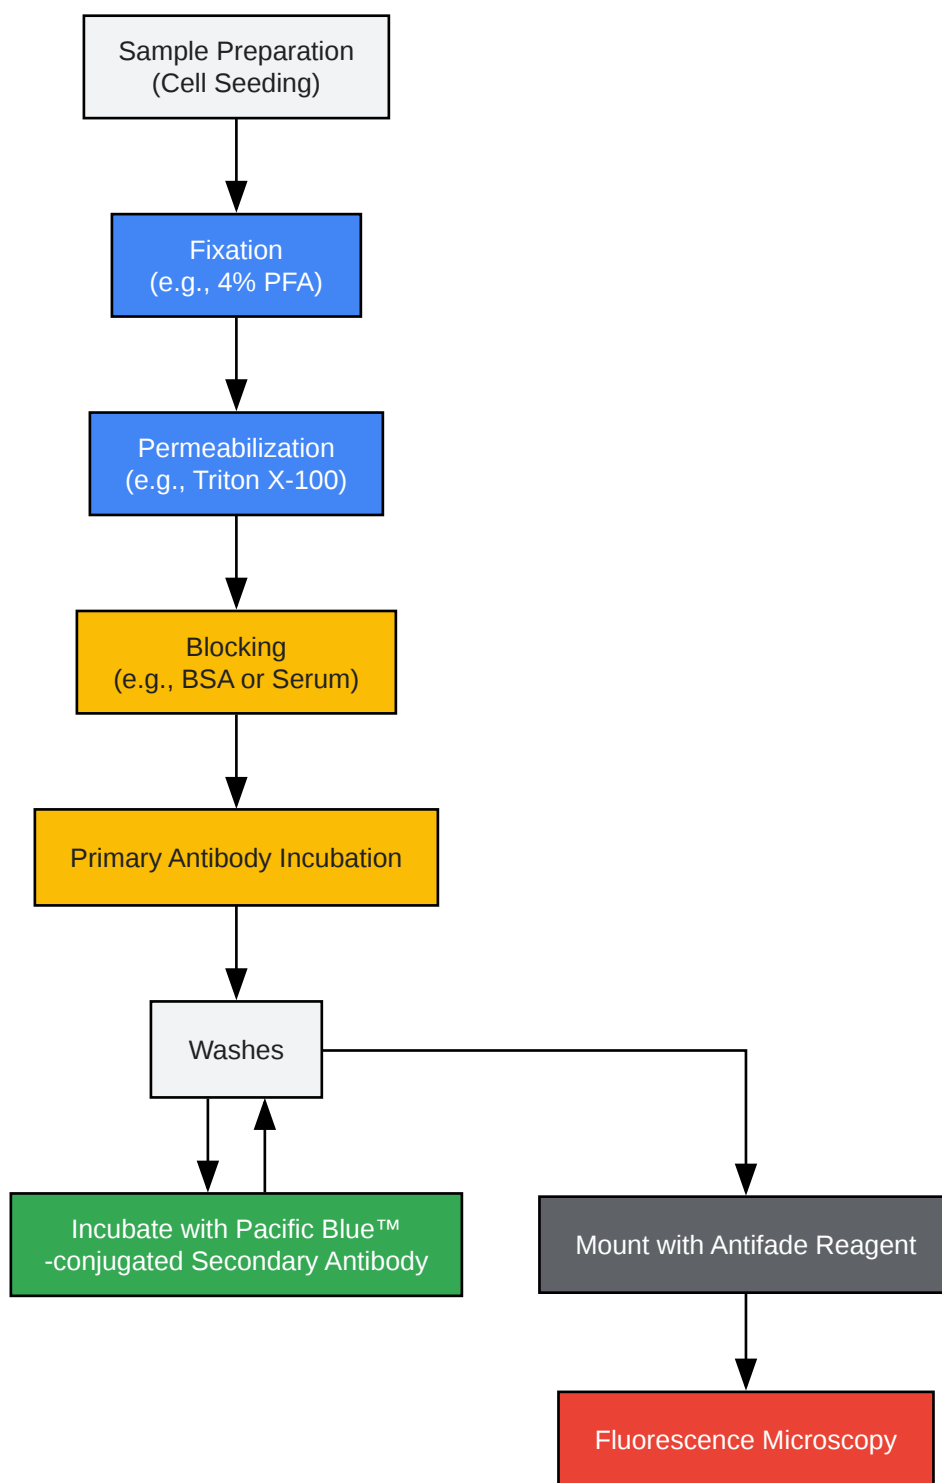 Sample Preparation
(Cell Seeding)
Fixation
(e.g., 4% PFA)
Permeabilization
(e.g., Triton X-100)
Blocking
(e.g., BSA or Serum)
Primary Antibody Incubation
Washes
Incubate with Pacific Blue™
-conjugated Secondary Antibody
Mount with Antifade Reagent
Fluorescence Microscopy